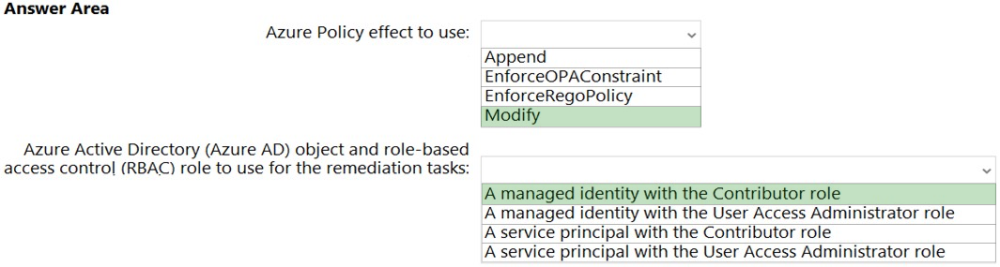 Answer Area
Azure Policy effect to use:
Append
EnforceOPAConstraint
EnforceRegoPolicy
Modify
Azure Active Directory (Azure AD) object and role-based
access control (RBAC) role to use for the remediation tasks:
A managed identity with the Contributor role
A managed identity with the User Access Administrator role
A service principal with the Contributor role
A service principal with the User Access Administrator role